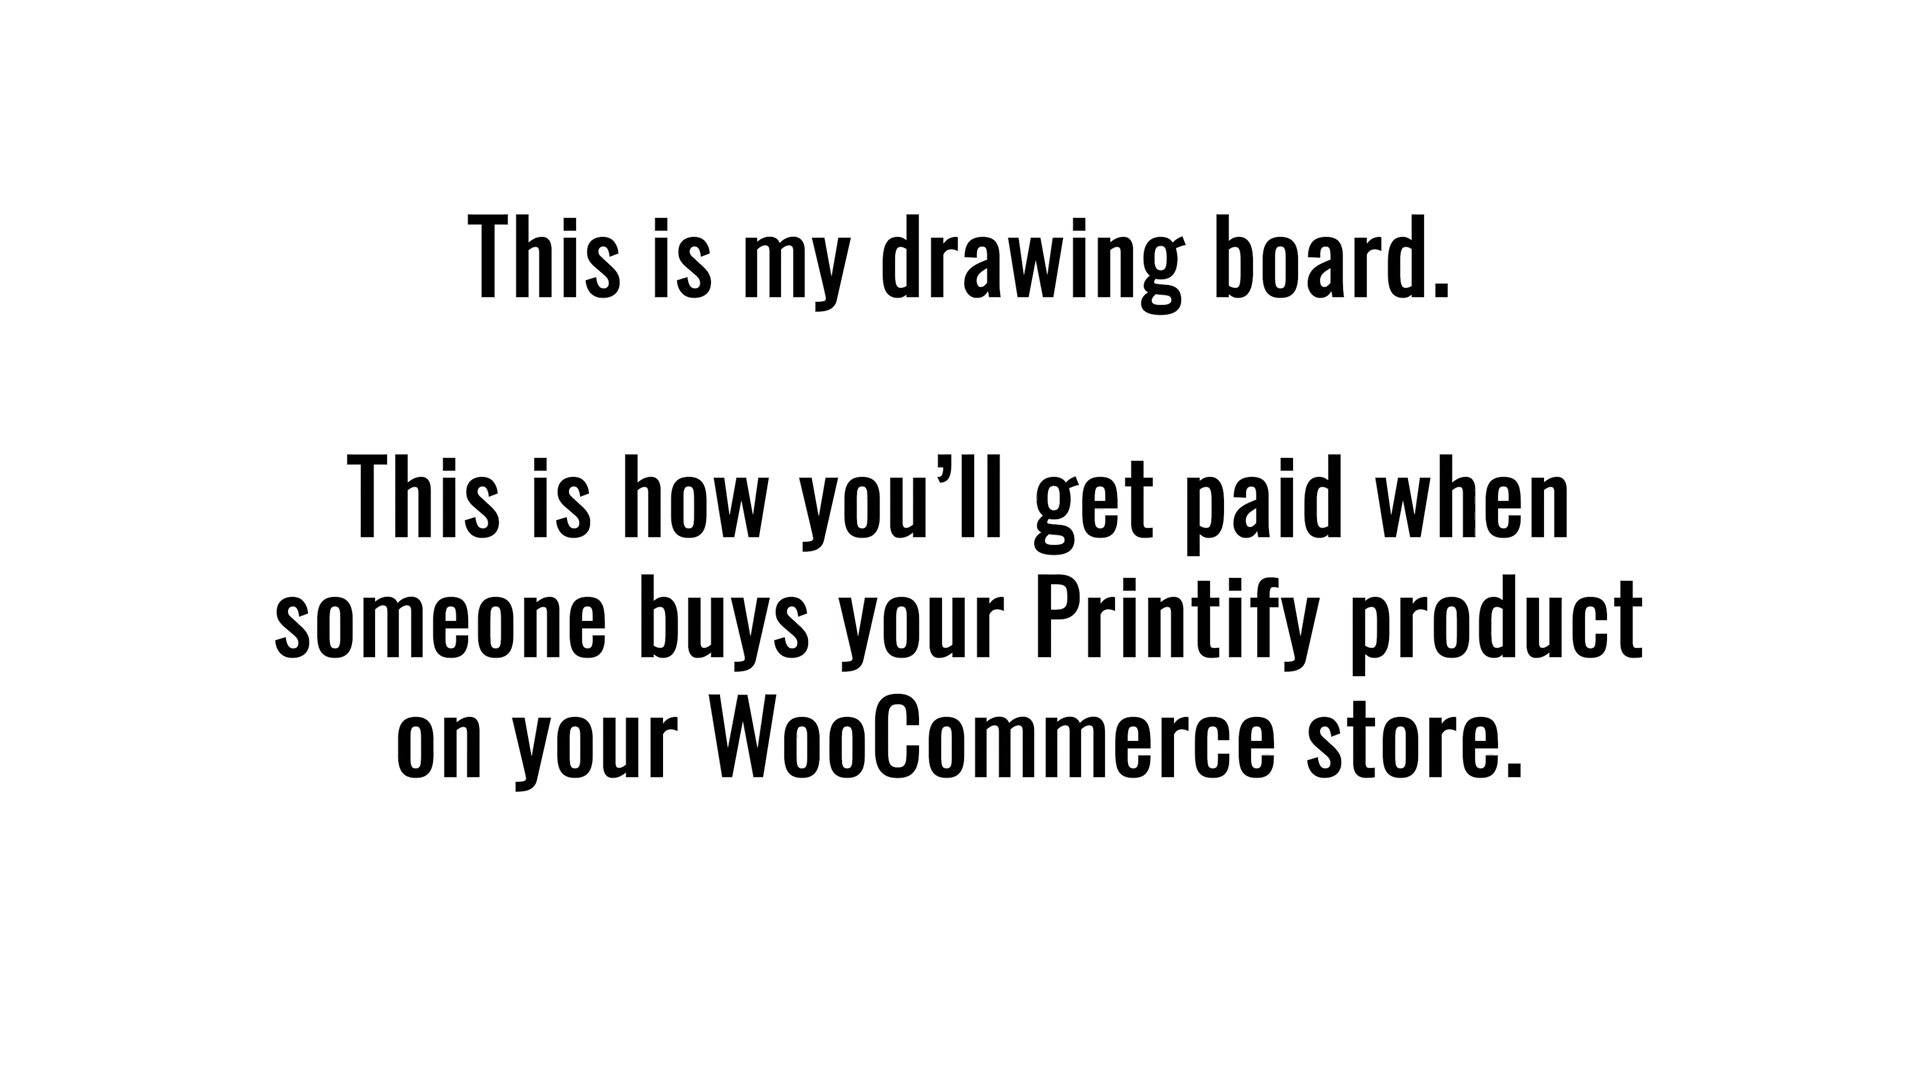 This is my drawing board.
This is how you’ll get paid when
someone buys your Printify product
on your WooCommerce store.